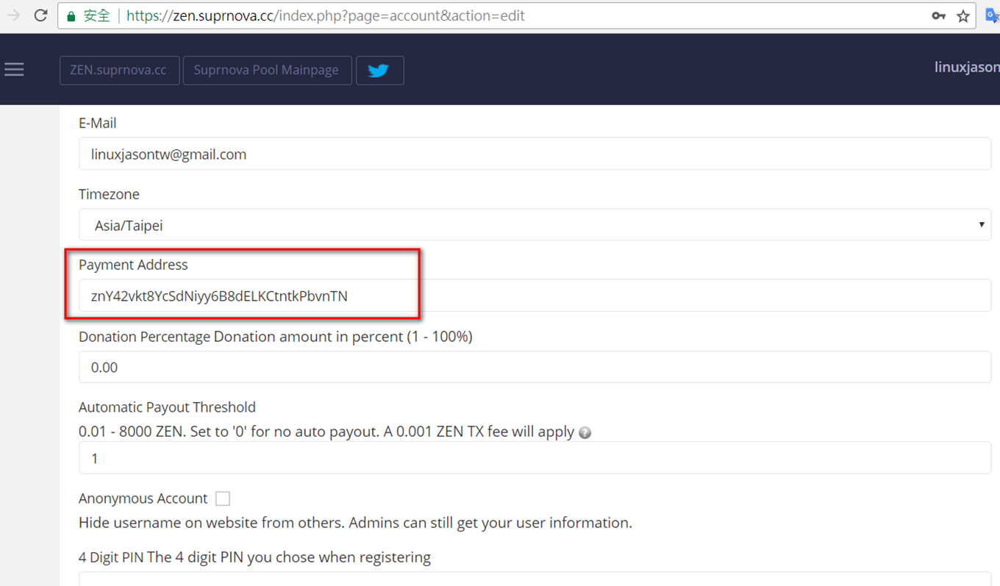 安全 https://zen.suprnova.cc/index.php?page=account&action=edit
ZEN.suprnova.cc Suprnova Pool Mainpage linuxjason
E-Mail
linuxjasontw@gmail.com
Timezone
Asia/Taipei
Payment Address
znY42vkt8YcSdNiyy6B8dELKCtntkPbvnTN
Donation Percentage Donation amount in percent (1 - 100%)
0.00
Automatic Payout Threshold
0.01 - 8000 ZEN. Set to '0' for no auto payout. A 0.001 ZEN TX fee will apply
1
Anonymous Account
Hide username on website from others. Admins can still get your user information.
4 Digit PIN The 4 digit PIN you chose when registering